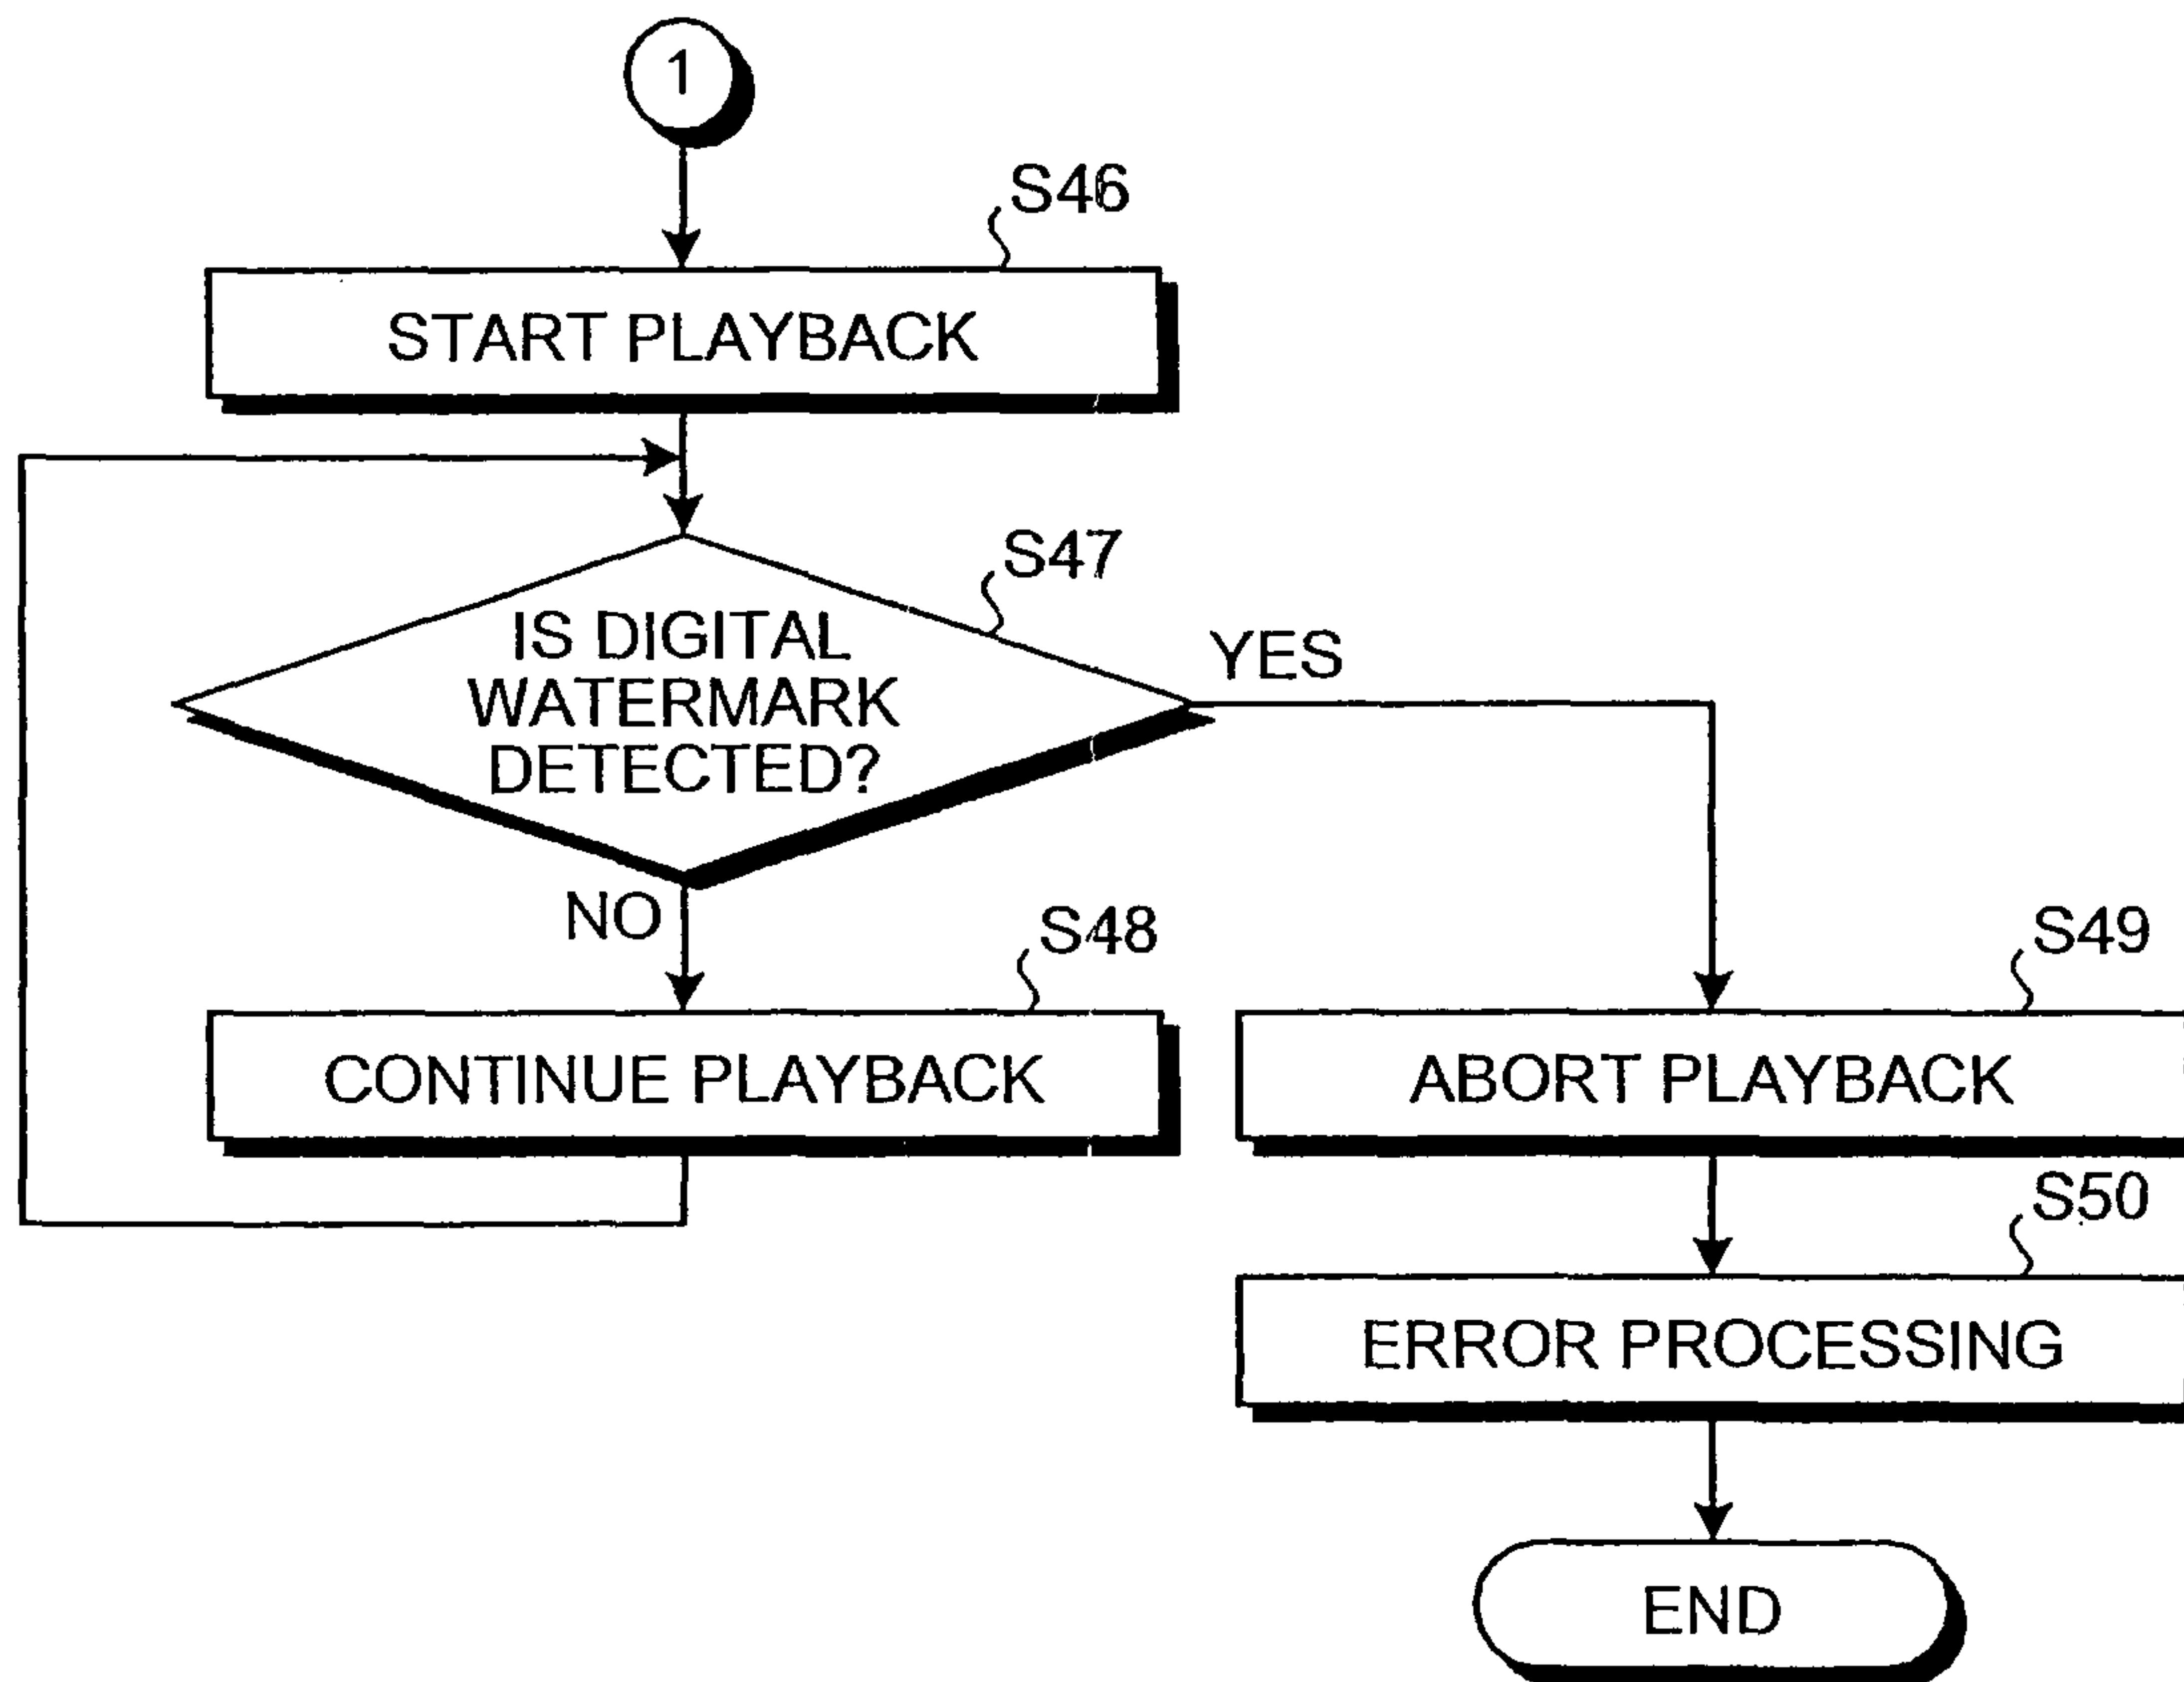 1
S46
START PLAYBACK
S47
IS DIGITAL
WATERMARK
DETECTED?
YES
NO
S48
CONTINUE PLAYBACK
S49
ABORT PLAYBACK
S50
ERROR PROCESSING
END